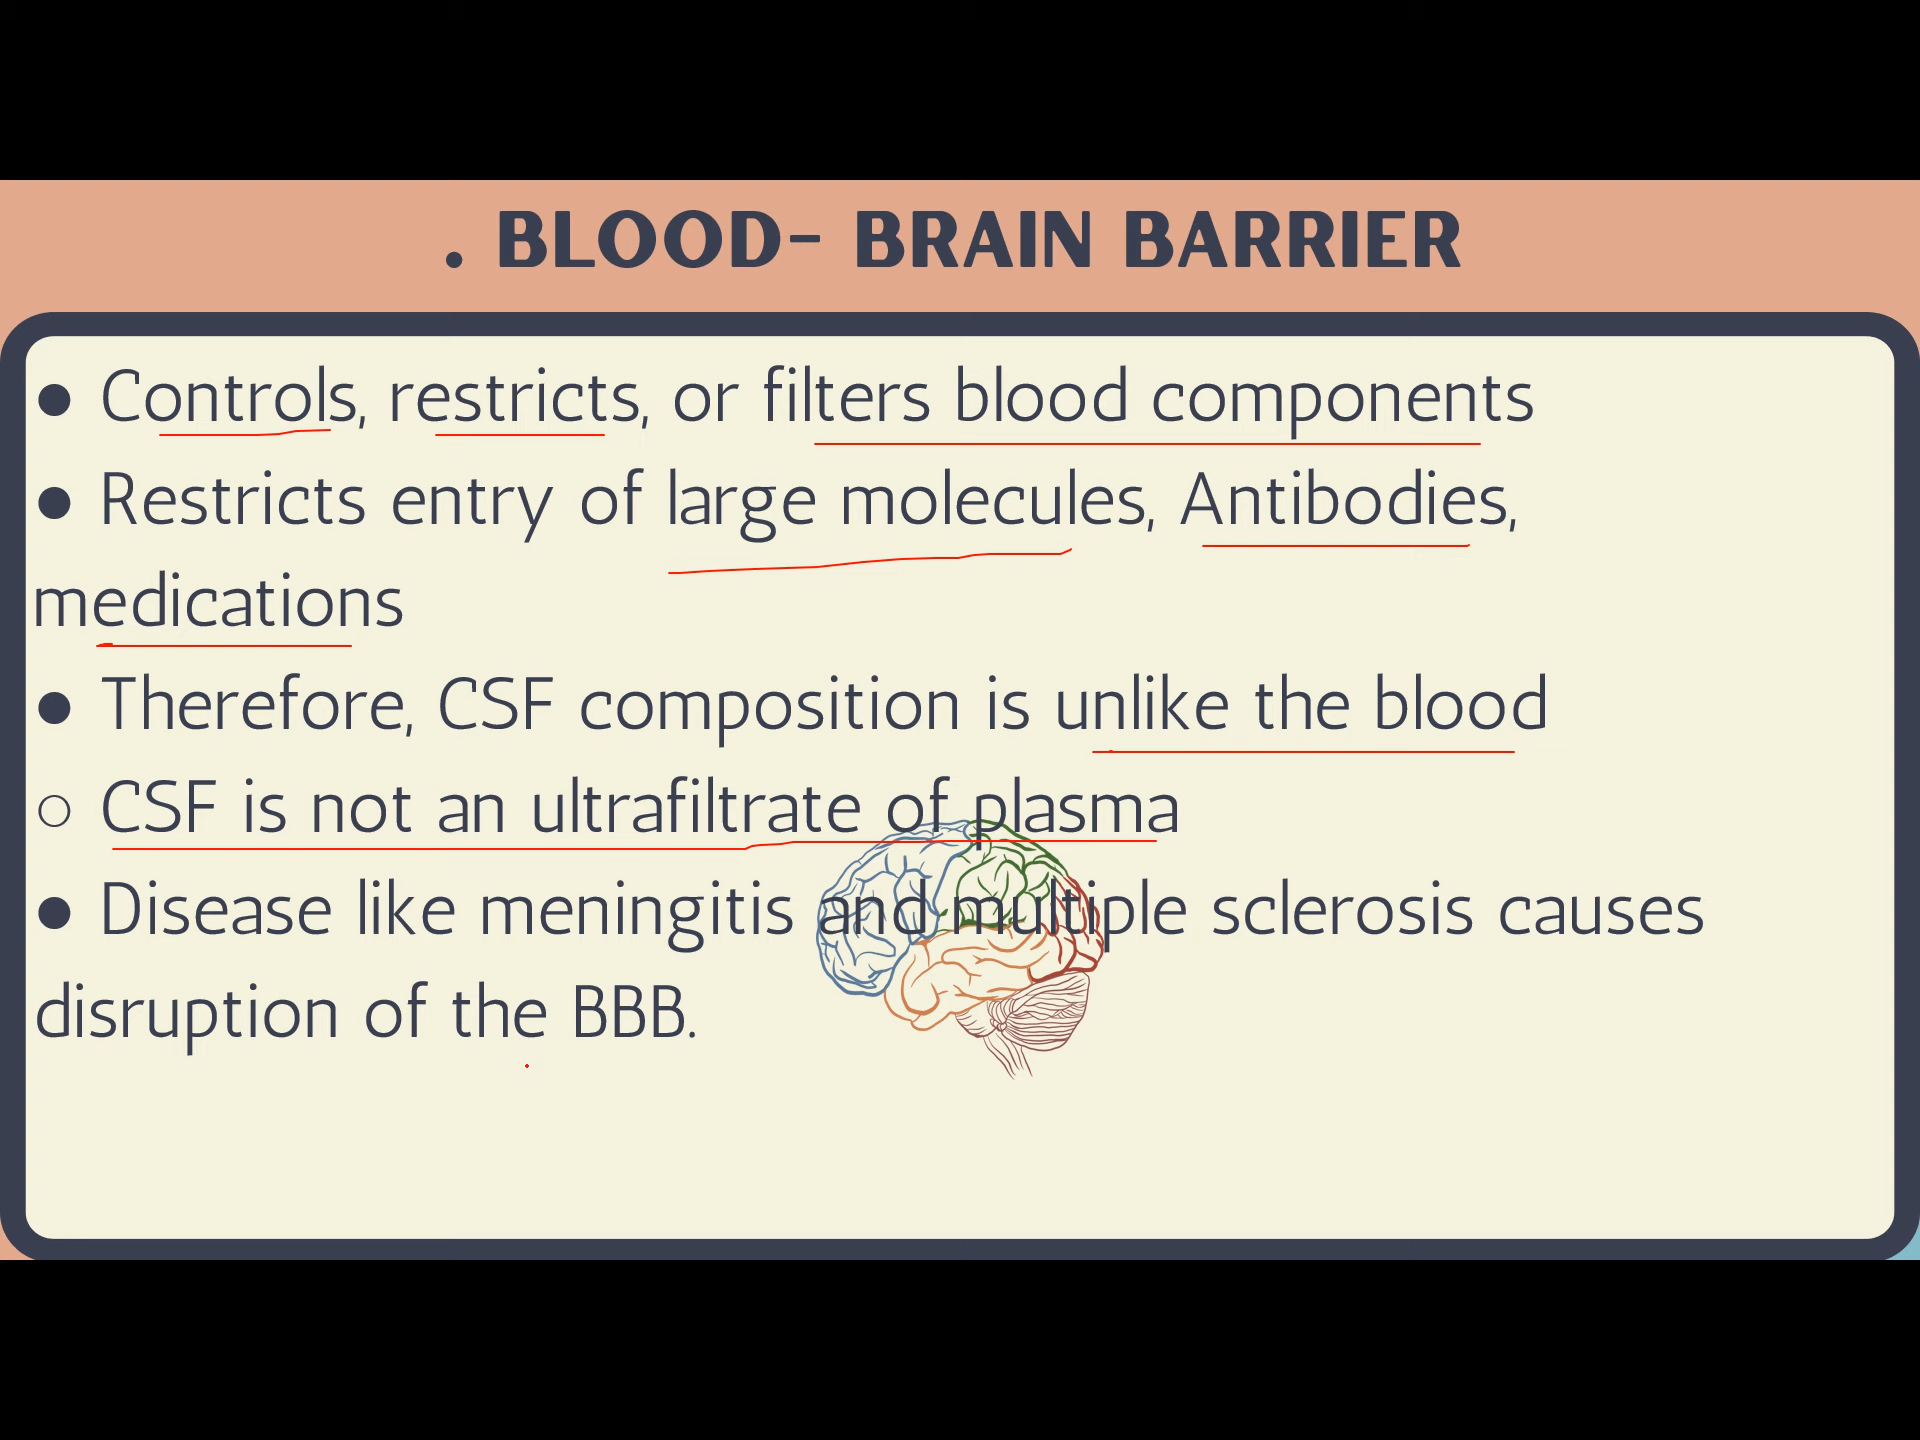 . BLOOD- BRAIN BARRIER
● Controls, restricts, or filters blood components
● Restricts entry of large molecules, Antibodies,
medications
● Therefore, CSF composition is unlike the blood
○ CSF is not an ultrafiltrate of plasma
● Disease like meningitis and multiple sclerosis causes
disruption of the BBB.